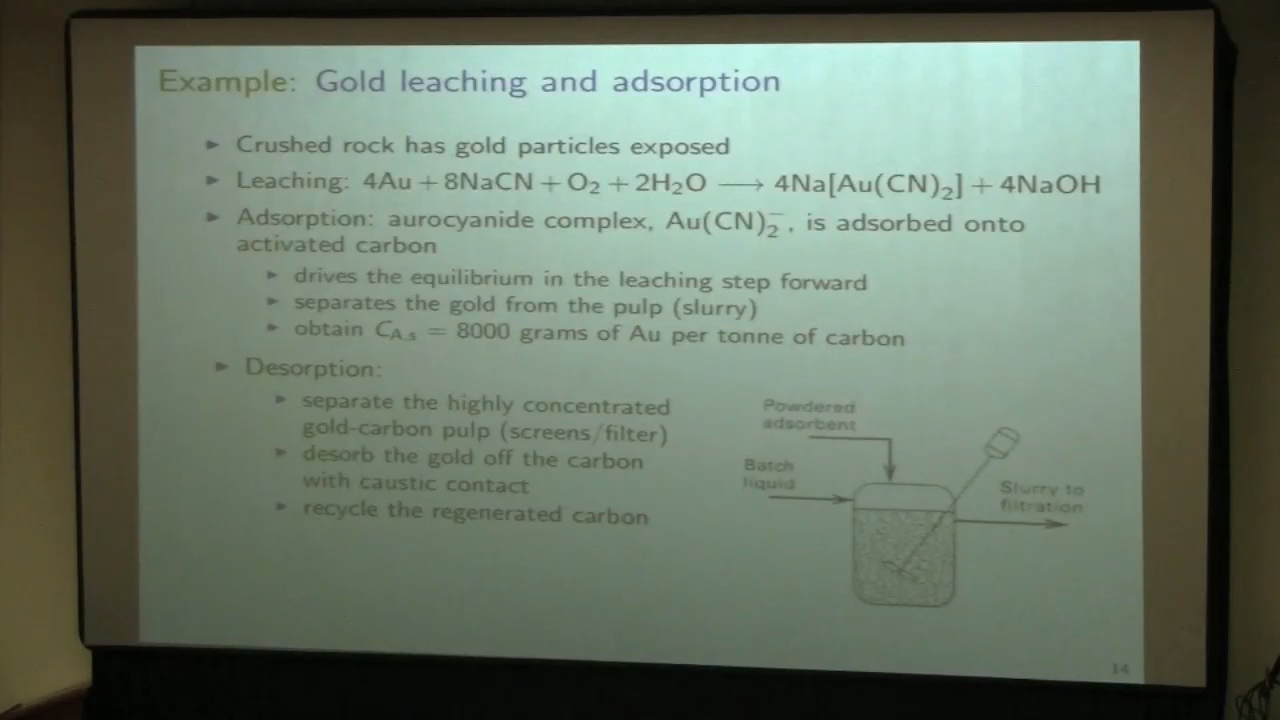 Example: Gold leaching and adsorption
▶ Crushed rock has gold particles exposed
▶ Leaching: 4Au + 8NaCN + O₂ + 2H₂O ⟶ 4Na[Au(CN)₂] + 4NaOH
▶ Adsorption: aurocyanide complex, Au(CN)₂⁻, is adsorbed onto
activated carbon
▶ drives the equilibrium in the leaching step forward
▶ separates the gold from the pulp (slurry)
▶ obtain C_A,s = 8000 grams of Au per tonne of carbon
▶ Desorption:
▶ separate the highly concentrated
gold-carbon pulp (screens/filter)
▶ desorb the gold off the carbon
with caustic contact
▶ recycle the regenerated carbon
Powdered
adsorbent
Batch
liquid
Slurry to
filtration
14